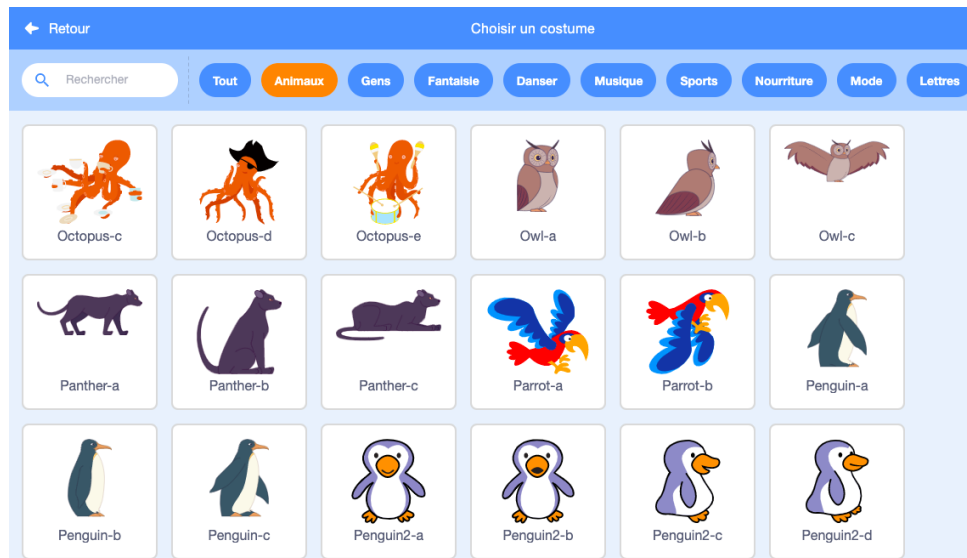 Retour
Choisir un costume
Rechercher
Tout
Animaux
Gens
Fantaisie
Danser
Musique
Sports
Nourriture
Mode
Lettres
Octopus-c
Octopus-d
Octopus-e
Owl-a
Owl-b
Owl-c
Panther-a
Panther-b
Panther-c
Parrot-a
Parrot-b
Penguin-a
Penguin-b
Penguin-c
Penguin2-a
Penguin2-b
Penguin2-c
Penguin2-d